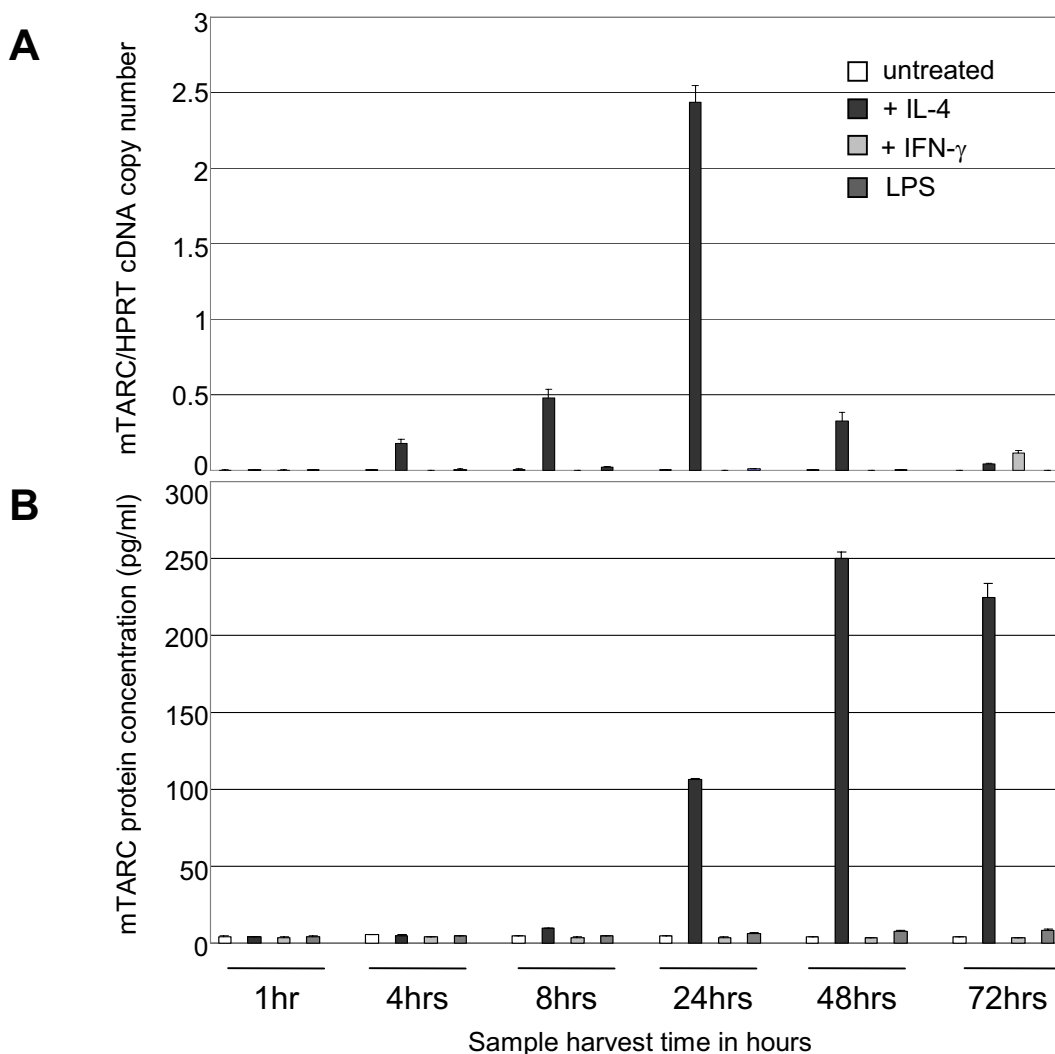 A
mTARC/HPRT cDNA copy number
3
2.5
2
1.5
1
0.5
0
untreated
+ IL-4
+ IFN-γ
LPS
B
mTARC protein concentration (pg/ml)
300
250
200
150
100
50
0
1hr 4hrs 8hrs 24hrs 48hrs 72hrs
Sample harvest time in hours